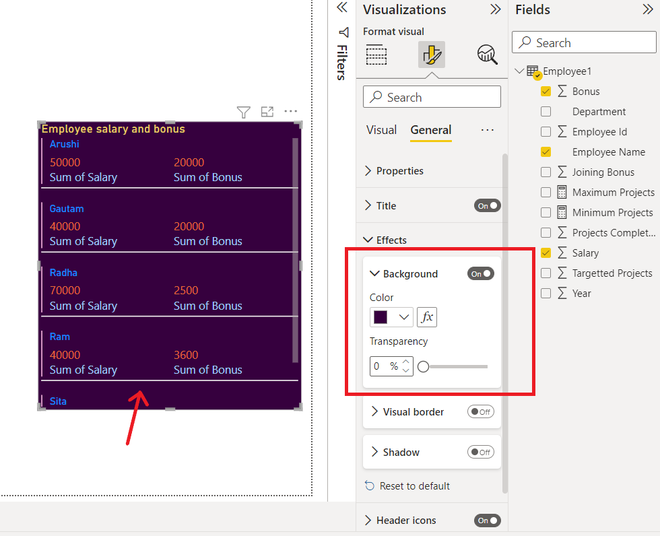 Employee salary and bonus
Arushi
50000 20000
Sum of Salary Sum of Bonus
Gautam
40000 20000
Sum of Salary Sum of Bonus
Radha
70000 2500
Sum of Salary Sum of Bonus
Ram
40000 3600
Sum of Salary Sum of Bonus
Sita
Filters
Visualizations
Format visual
Search
Visual General
Properties
Title On
Effects
Background On
Color
fx
Transparency
0 %
Visual border Off
Shadow Off
Reset to default
Header icons On
Fields
Search
Employee1
Bonus
Department
Employee Id
Employee Name
Joining Bonus
Maximum Projects
Minimum Projects
Projects Complet...
Salary
Targetted Projects
Year